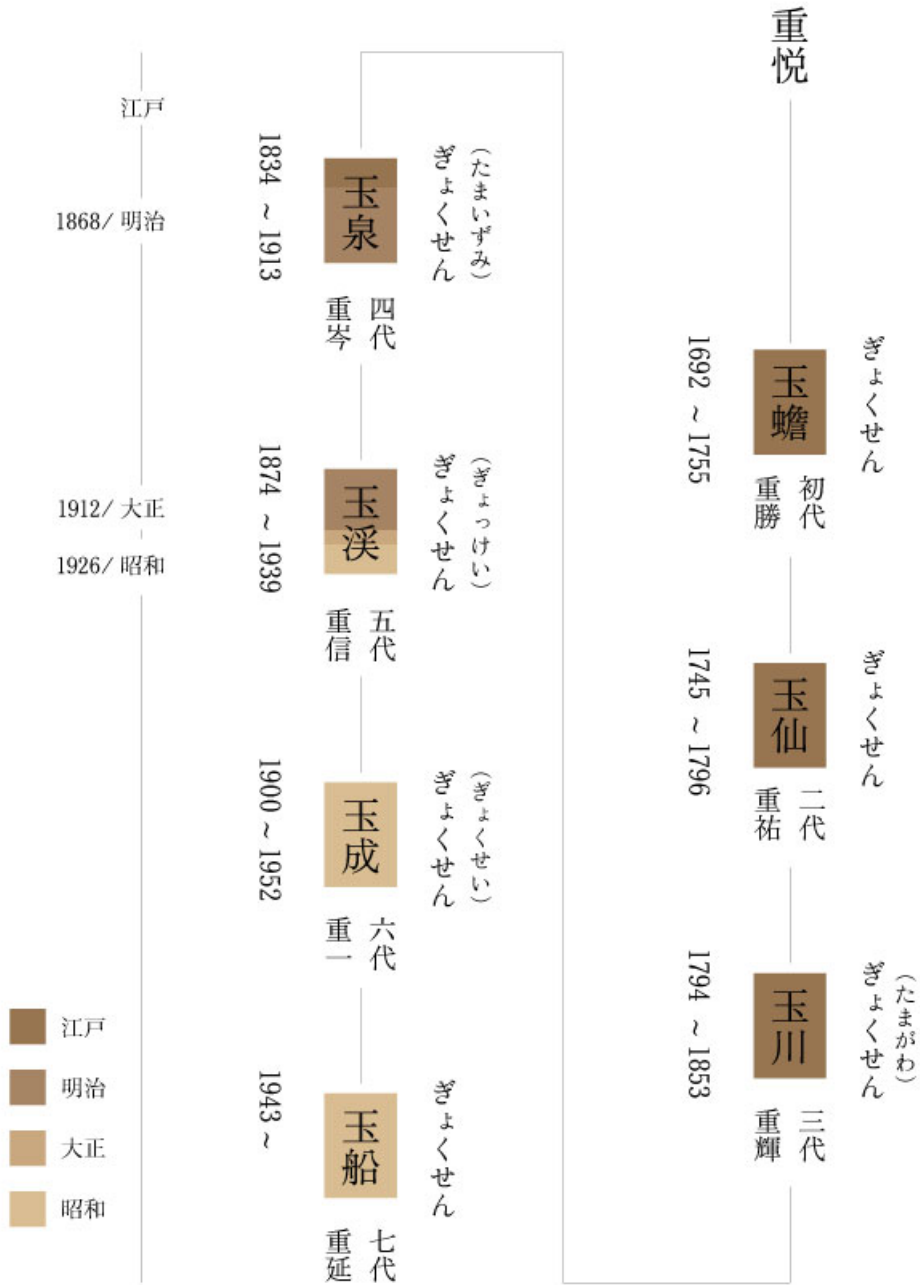 重悦
ぎょくせん
玉蟾
1692 ~ 1755
初代
重勝
ぎょくせん
玉仙
1745 ~ 1796
二代
重祐
(たまがわ)
ぎょくせん
玉川
1794 ~ 1853
三代
重輝
(たまいずみ)
ぎょくせん
玉泉
1834 ~ 1913
四代
重岑
(ぎょっけい)
ぎょくせん
玉渓
1874 ~ 1939
五代
重信
(ぎょくせい)
ぎょくせん
玉成
1900 ~ 1952
六代
重一
ぎょくせん
玉船
1943 ~
七代
重延
江戸
1868/ 明治
1912/ 大正
1926/ 昭和
江戸
明治
大正
昭和